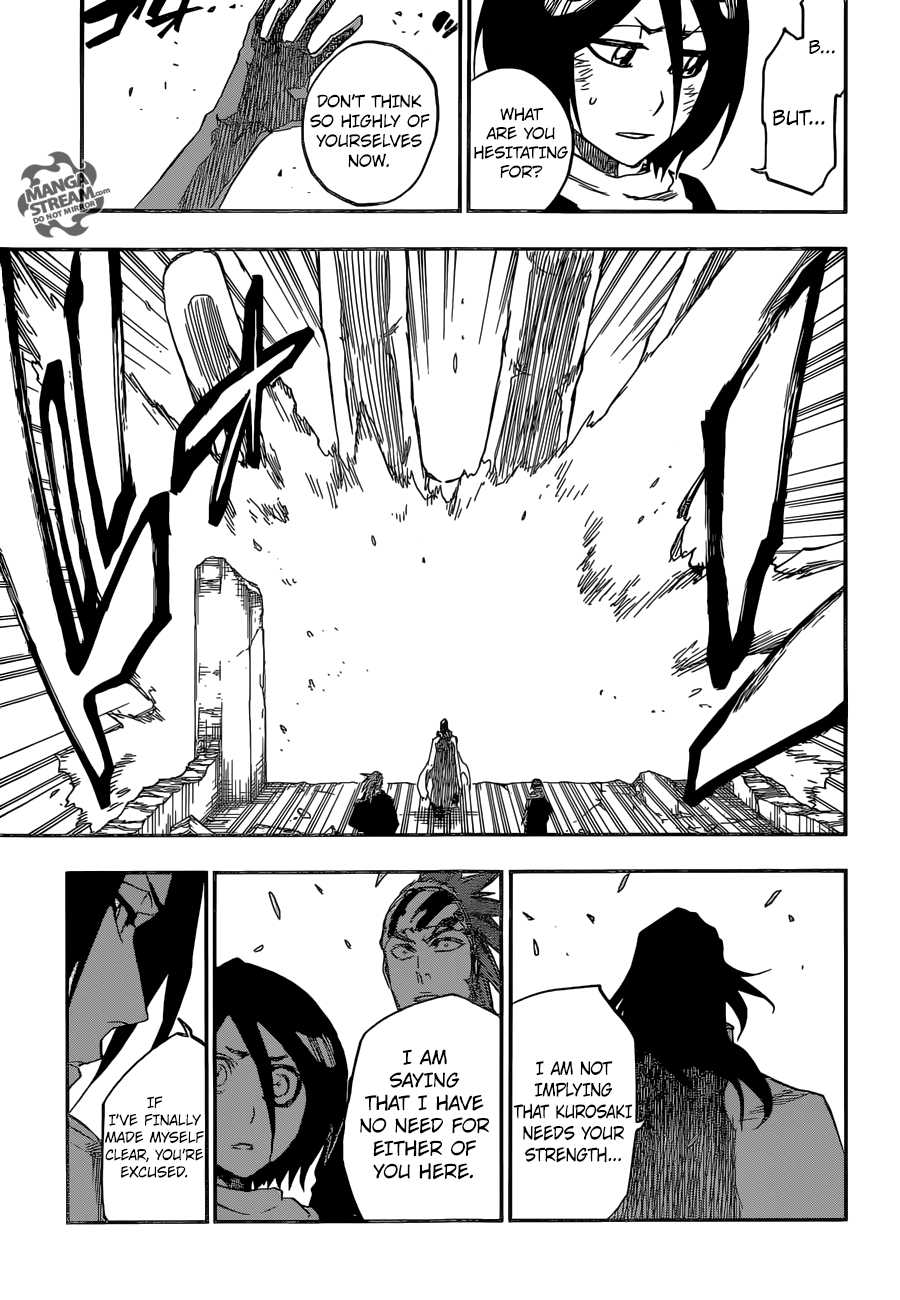 B...
BUT...
WHAT
ARE YOU
HESITATING
FOR?
DON'T THINK
SO HIGHLY OF
YOURSELVES
NOW.
MANGA
STREAM.com
DO NOT MIRROR
I AM NOT
IMPLYING
THAT KUROSAKI
NEEDS YOUR
STRENGTH...
I AM
SAYING
THAT I HAVE
NO NEED FOR
EITHER OF
YOU HERE.
IF
I'VE FINALLY
MADE MYSELF
CLEAR, YOU'RE
EXCUSED.